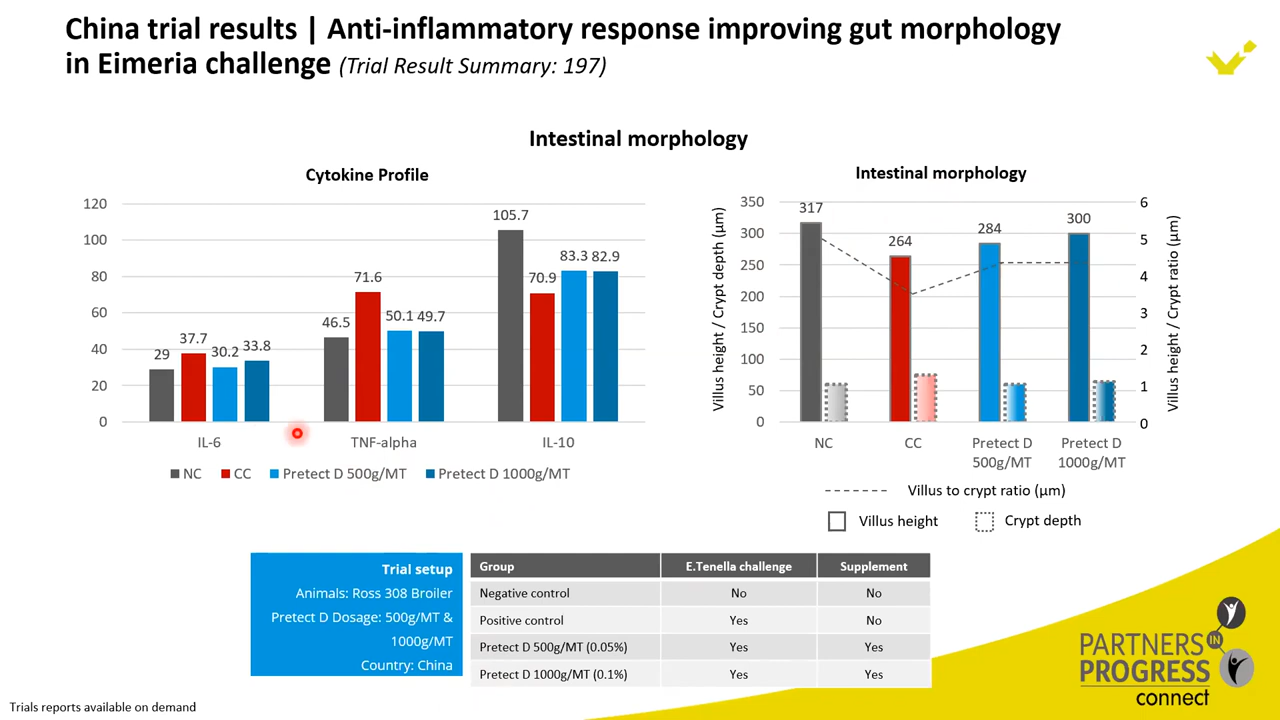 China trial results | Anti-inflammatory response improving gut morphology
in Eimeria challenge (Trial Result Summary: 197)
Intestinal morphology
Cytokine Profile
120
100
80
60
40
20
0
29
37.7
30.2
33.8
46.5
71.6
50.1
49.7
105.7
70.9
83.3
82.9
IL-6
TNF-alpha
IL-10
NC
CC
Pretect D 500g/MT
Pretect D 1000g/MT
Intestinal morphology
Villus height / Crypt depth (µm)
350
300
250
200
150
100
50
0
317
264
284
300
6
5
4
3
2
1
0
Villus height / Crypt ratio (µm)
NC
CC
Pretect D
500g/MT
Pretect D
1000g/MT
Villus to crypt ratio (µm)
Villus height
Crypt depth
Trial setup
Animals: Ross 308 Broiler
Pretect D Dosage: 500g/MT &
1000g/MT
Country: China
Group E.Tenella challenge Supplement
Negative control No No
Positive control Yes No
Pretect D 500g/MT (0.05%) Yes Yes
Pretect D 1000g/MT (0.1%) Yes Yes
PARTNERS IN
PROGRESS
connect
Trials reports available on demand